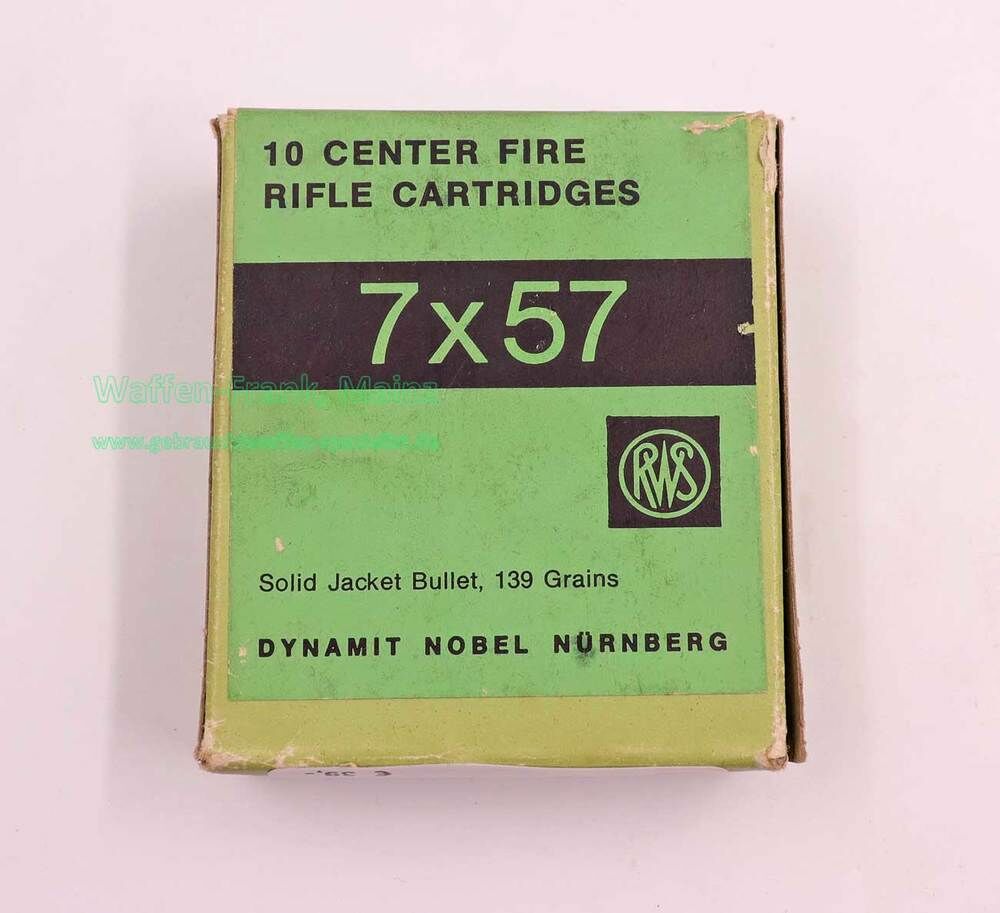 10 CENTER FIRE
RIFLE CARTRIDGES
7x57
Waffen-Frank, Mainz
RWS
Solid Jacket Bullet, 139 Grains
DYNAMIT NOBEL NÜRNBERG